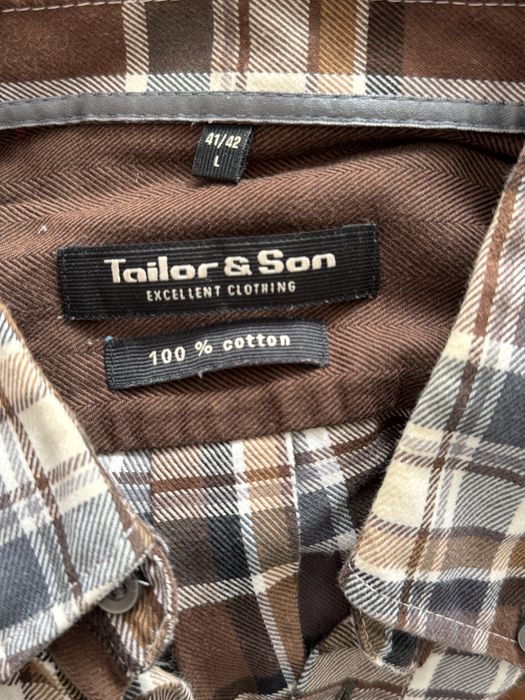 41/42
L
Tailor & Son
EXCELLENT CLOTHING
100 % cotton